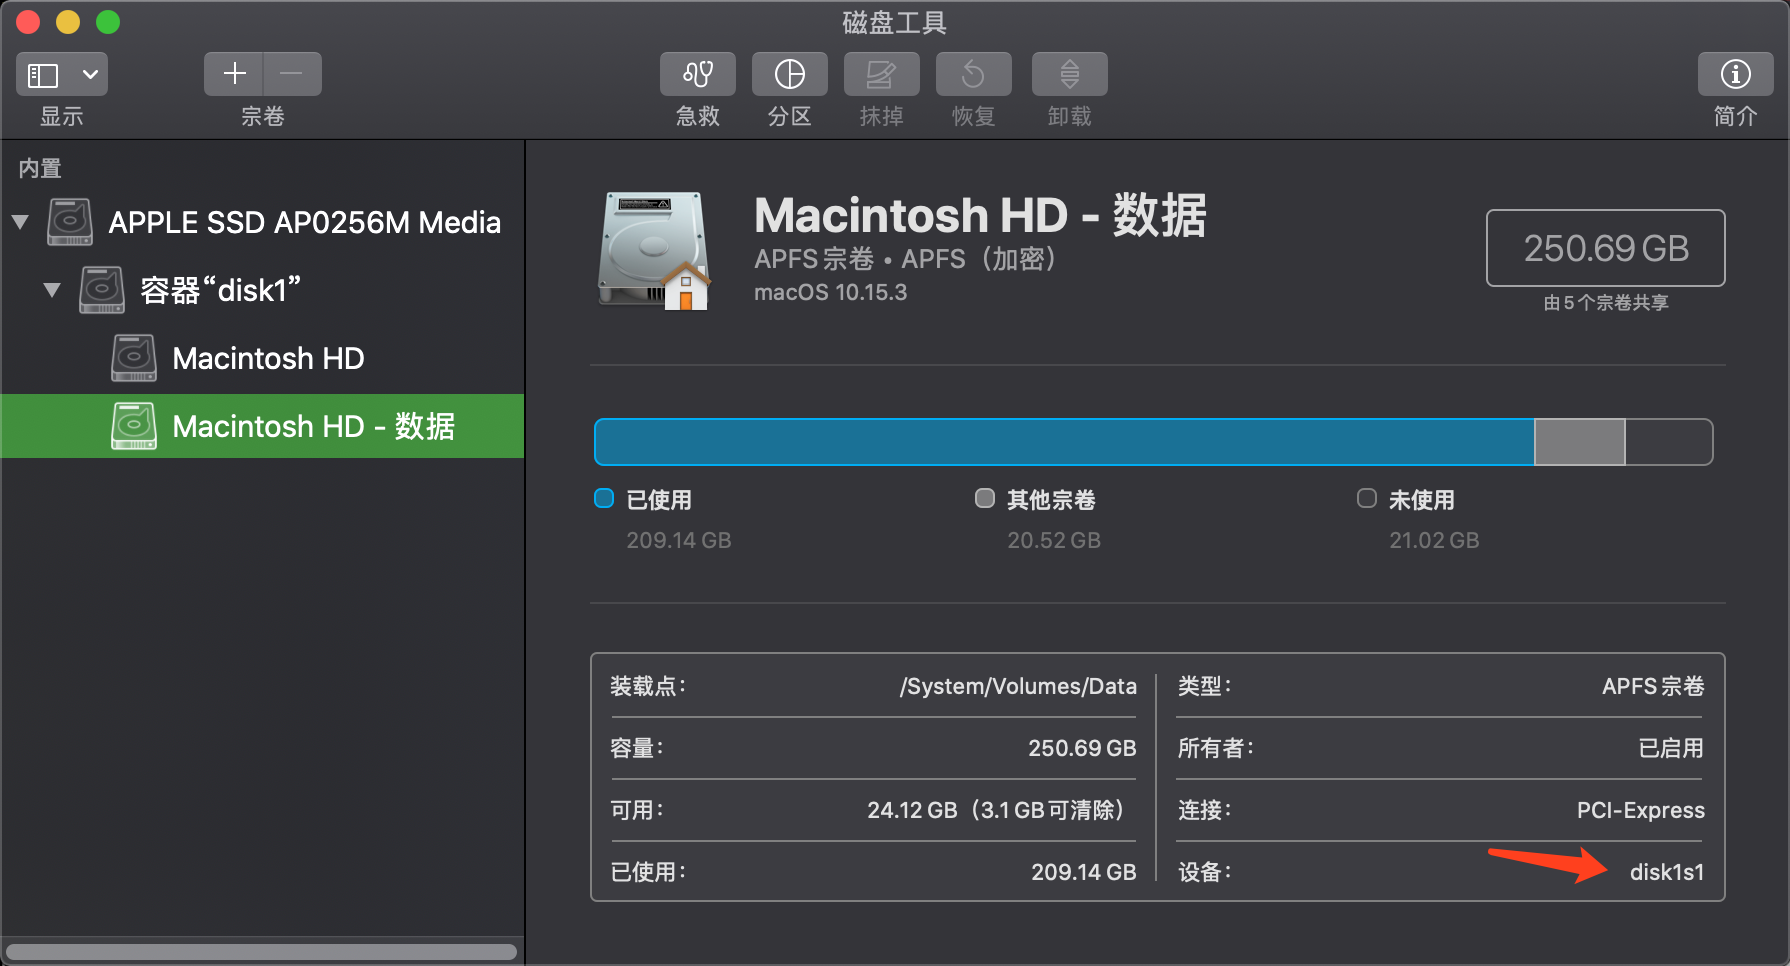 磁盘工具
显示
宗卷
急救
分区
抹掉
恢复
卸载
简介
内置
APPLE SSD AP0256M Media
容器“disk1”
Macintosh HD
Macintosh HD - 数据
Macintosh HD - 数据
APFS宗卷 • APFS（加密）
macOS 10.15.3
250.69 GB
由5个宗卷共享
已使用
209.14 GB
其他宗卷
20.52 GB
未使用
21.02 GB
装载点： /System/Volumes/Data
容量： 250.69 GB
可用： 24.12 GB（3.1 GB可清除）
已使用： 209.14 GB
类型： APFS宗卷
所有者： 已启用
连接： PCI-Express
设备： disk1s1